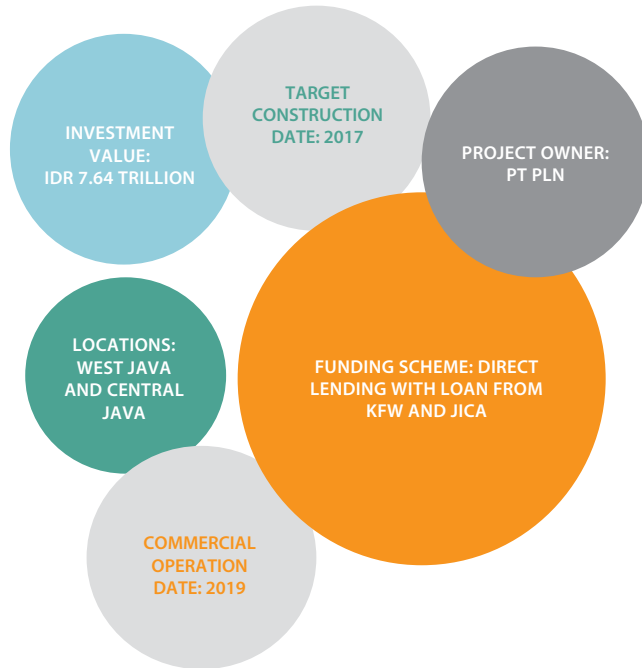 INVESTMENT
VALUE:
IDR 7.64 TRILLION
TARGET
CONSTRUCTION
DATE: 2017
PROJECT OWNER:
PT PLN
LOCATIONS:
WEST JAVA
AND CENTRAL
JAVA
FUNDING SCHEME: DIRECT
LENDING WITH LOAN FROM
KFW AND JICA
COMMERCIAL
OPERATION
DATE: 2019